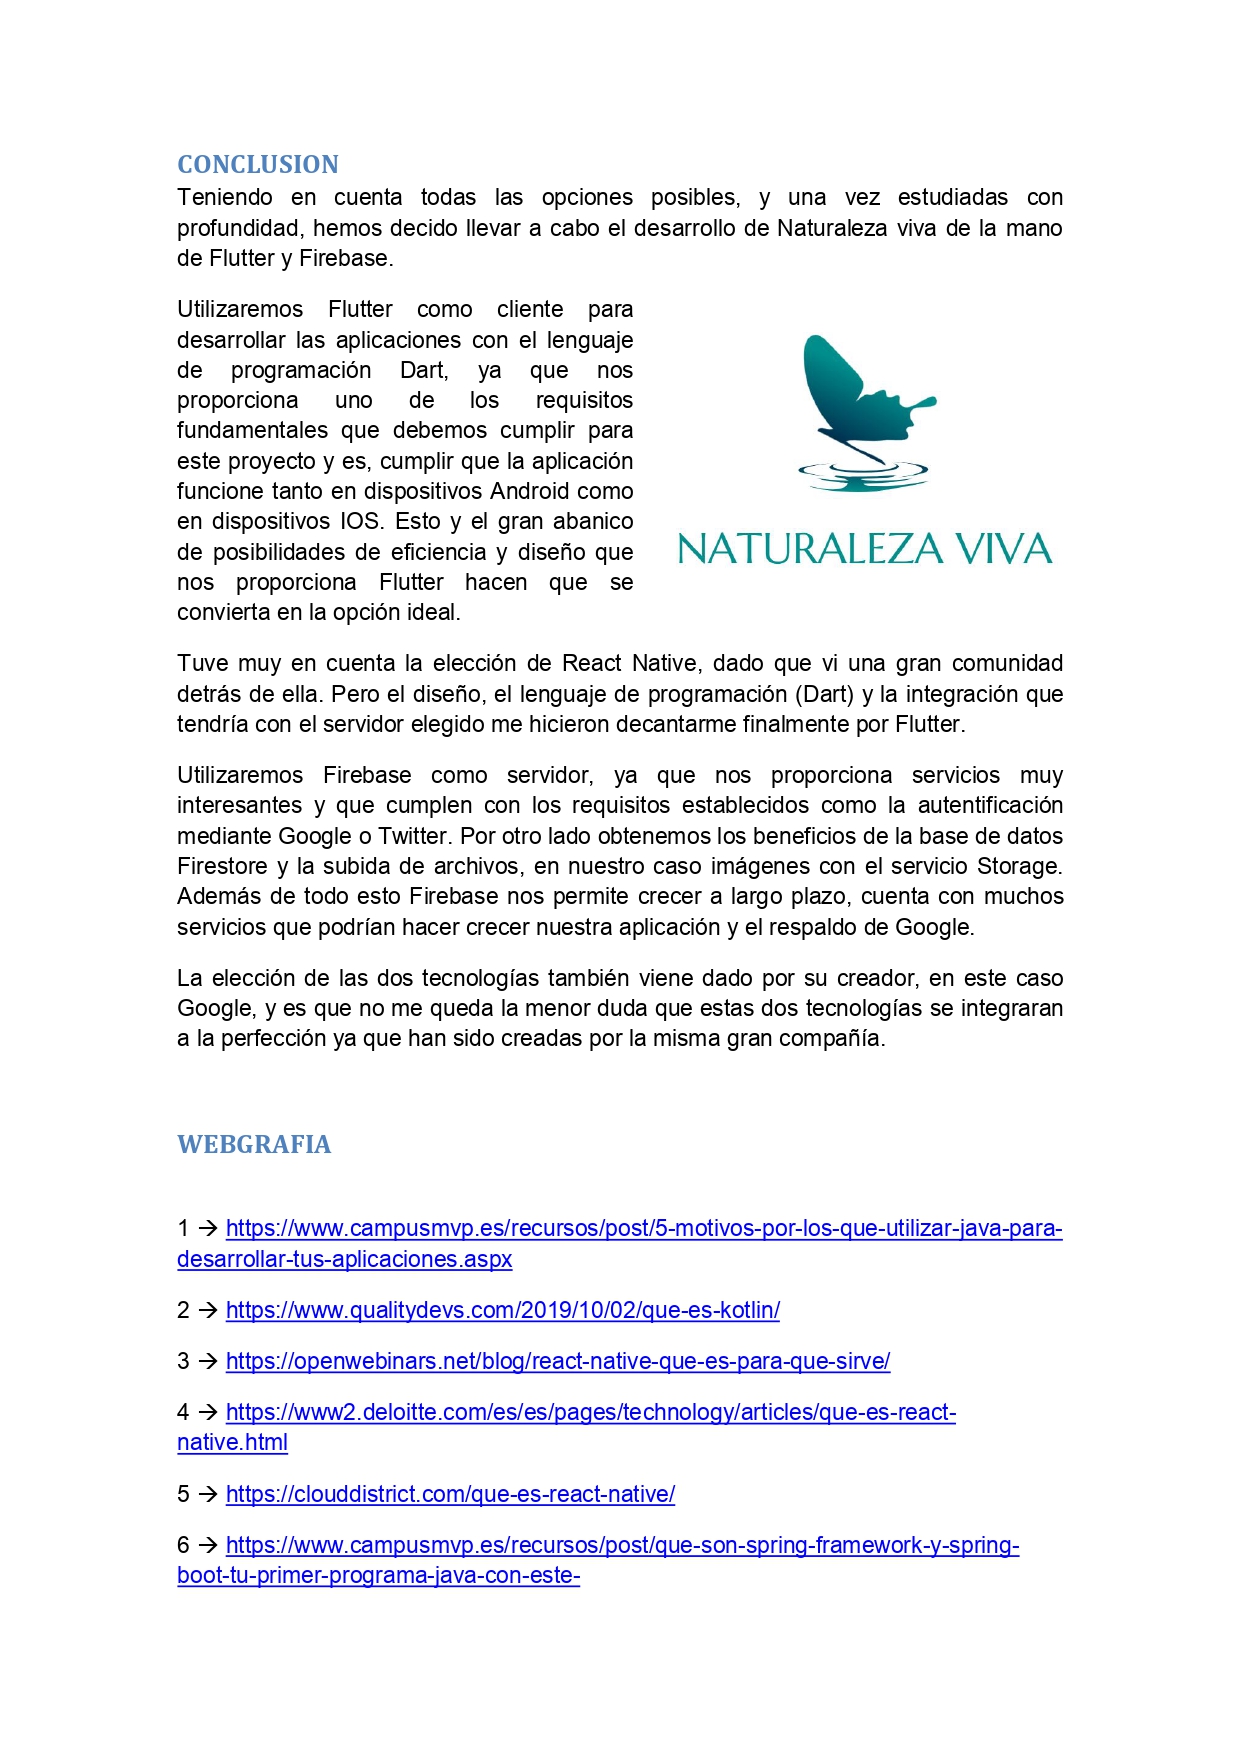 CONCLUSION
Teniendo en cuenta todas las opciones posibles, y una vez estudiadas con
profundidad, hemos decido llevar a cabo el desarrollo de Naturaleza viva de la mano
de Flutter y Firebase.
Utilizaremos Flutter como cliente para
desarrollar las aplicaciones con el lenguaje
de programación Dart, ya que nos
proporciona uno de los requisitos
fundamentales que debemos cumplir para
este proyecto y es, cumplir que la aplicación
funcione tanto en dispositivos Android como
en dispositivos IOS. Esto y el gran abanico
de posibilidades de eficiencia y diseño que
nos proporciona Flutter hacen que se
convierta en la opción ideal.
NATURALEZA VIVA
Tuve muy en cuenta la elección de React Native, dado que vi una gran comunidad
detrás de ella. Pero el diseño, el lenguaje de programación (Dart) y la integración que
tendría con el servidor elegido me hicieron decantarme finalmente por Flutter.
Utilizaremos Firebase como servidor, ya que nos proporciona servicios muy
interesantes y que cumplen con los requisitos establecidos como la autentificación
mediante Google o Twitter. Por otro lado obtenemos los beneficios de la base de datos
Firestore y la subida de archivos, en nuestro caso imágenes con el servicio Storage.
Además de todo esto Firebase nos permite crecer a largo plazo, cuenta con muchos
servicios que podrían hacer crecer nuestra aplicación y el respaldo de Google.
La elección de las dos tecnologías también viene dado por su creador, en este caso
Google, y es que no me queda la menor duda que estas dos tecnologías se integraran
a la perfección ya que han sido creadas por la misma gran compañía.
WEBGRAFIA
1 → https://www.campusmvp.es/recursos/post/5-motivos-por-los-que-utilizar-java-para-
desarrollar-tus-aplicaciones.aspx
2 → https://www.qualitydevs.com/2019/10/02/que-es-kotlin/
3 → https://openwebinars.net/blog/react-native-que-es-para-que-sirve/
4 → https://www2.deloitte.com/es/es/pages/technology/articles/que-es-react-
native.html
5 → https://clouddistrict.com/que-es-react-native/
6 → https://www.campusmvp.es/recursos/post/que-son-spring-framework-y-spring-
boot-tu-primer-programa-java-con-este-